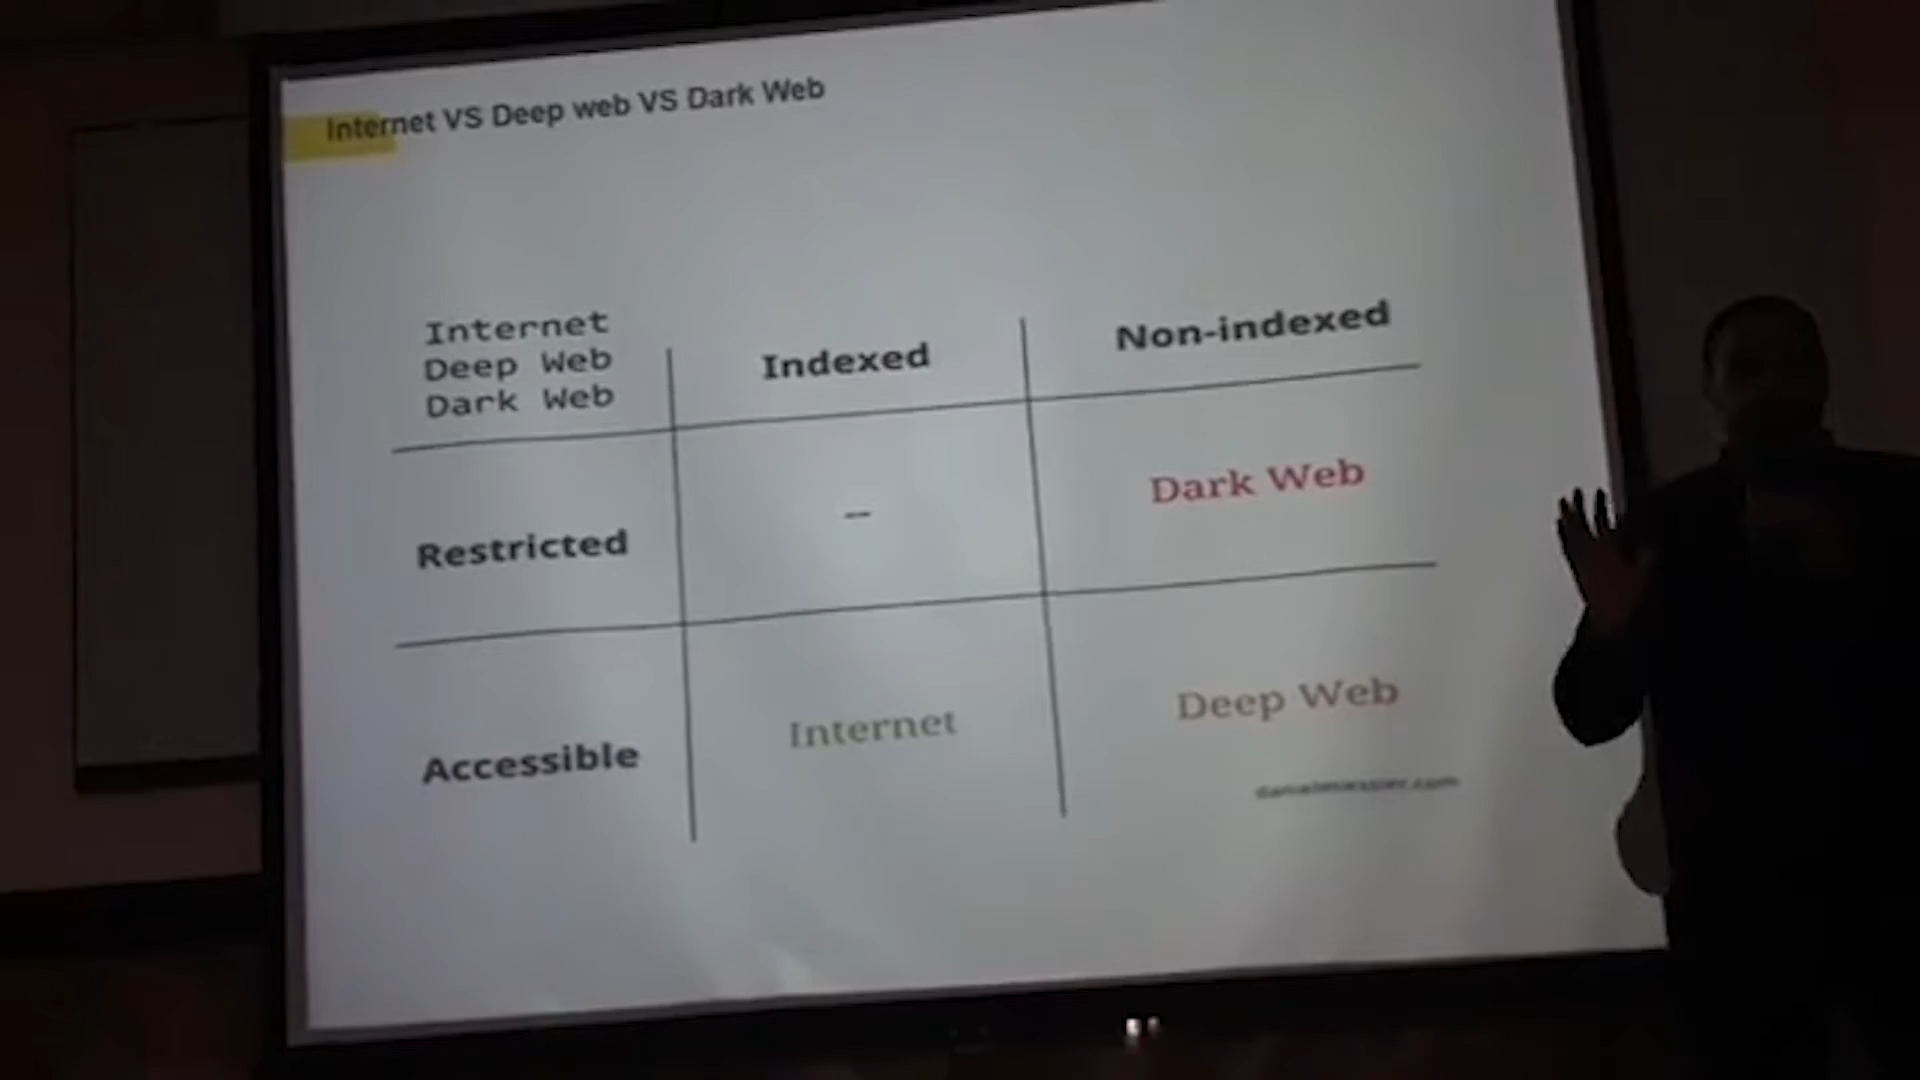 Internet VS Deep web VS Dark Web
Internet
Deep Web
Dark Web
Indexed
Non-indexed
Restricted
--
Dark Web
Accessible
Internet
Deep Web